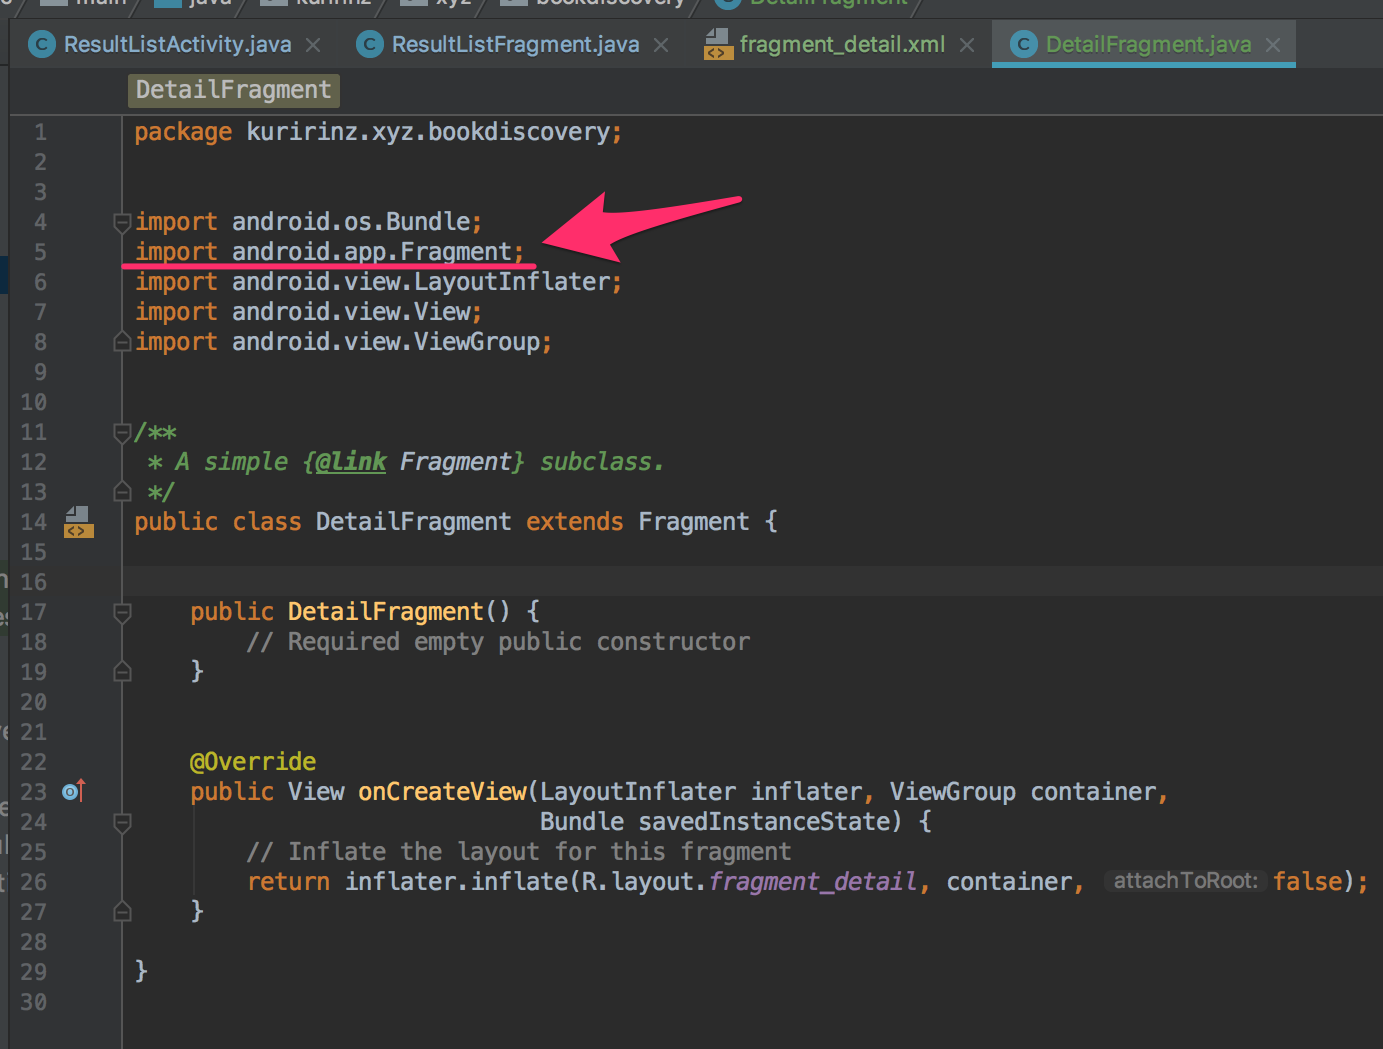 main java kuririnz xyz bookdiscovery DetailFragment
ResultListActivity.java ResultListFragment.java fragment_detail.xml DetailFragment.java
DetailFragment
1 package kuririnz.xyz.bookdiscovery;
2
3
4 import android.os.Bundle;
5 import android.app.Fragment;
6 import android.view.LayoutInflater;
7 import android.view.View;
8 import android.view.ViewGroup;
9
10
11 /**
12 * A simple {@link Fragment} subclass.
13 */
14 public class DetailFragment extends Fragment {
15
16
17 public DetailFragment() {
18 // Required empty public constructor
19 }
20
21
22 @Override
23 public View onCreateView(LayoutInflater inflater, ViewGroup container,
24 Bundle savedInstanceState) {
25 // Inflate the layout for this fragment
26 return inflater.inflate(R.layout.fragment_detail, container, attachToRoot: false);
27 }
28
29 }
30